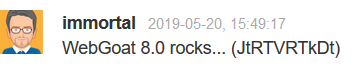 immortal 2019-05-20, 15:49:17
WebGoat 8.0 rocks... (JtRTVRtkDt)